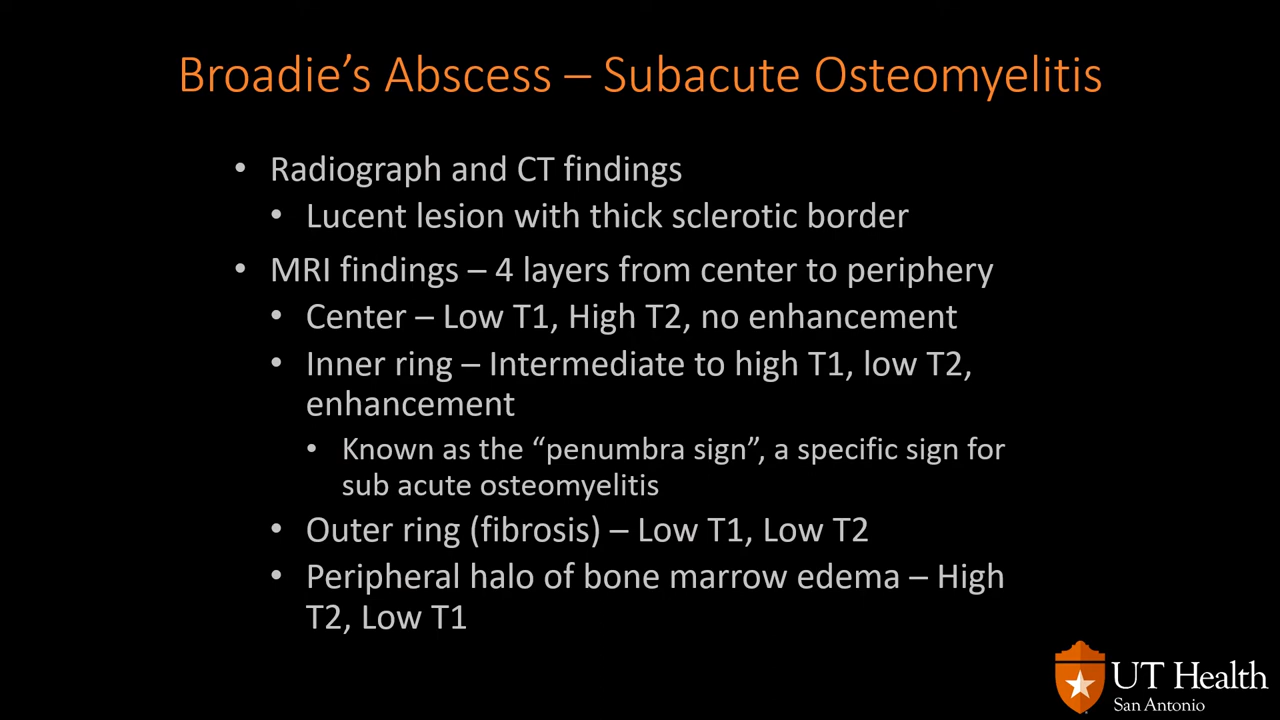 Broadie’s Abscess – Subacute Osteomyelitis
• Radiograph and CT findings
• Lucent lesion with thick sclerotic border
• MRI findings – 4 layers from center to periphery
• Center – Low T1, High T2, no enhancement
• Inner ring – Intermediate to high T1, low T2,
enhancement
• Known as the “penumbra sign”, a specific sign for
sub acute osteomyelitis
• Outer ring (fibrosis) – Low T1, Low T2
• Peripheral halo of bone marrow edema – High
T2, Low T1
UT Health
San Antonio